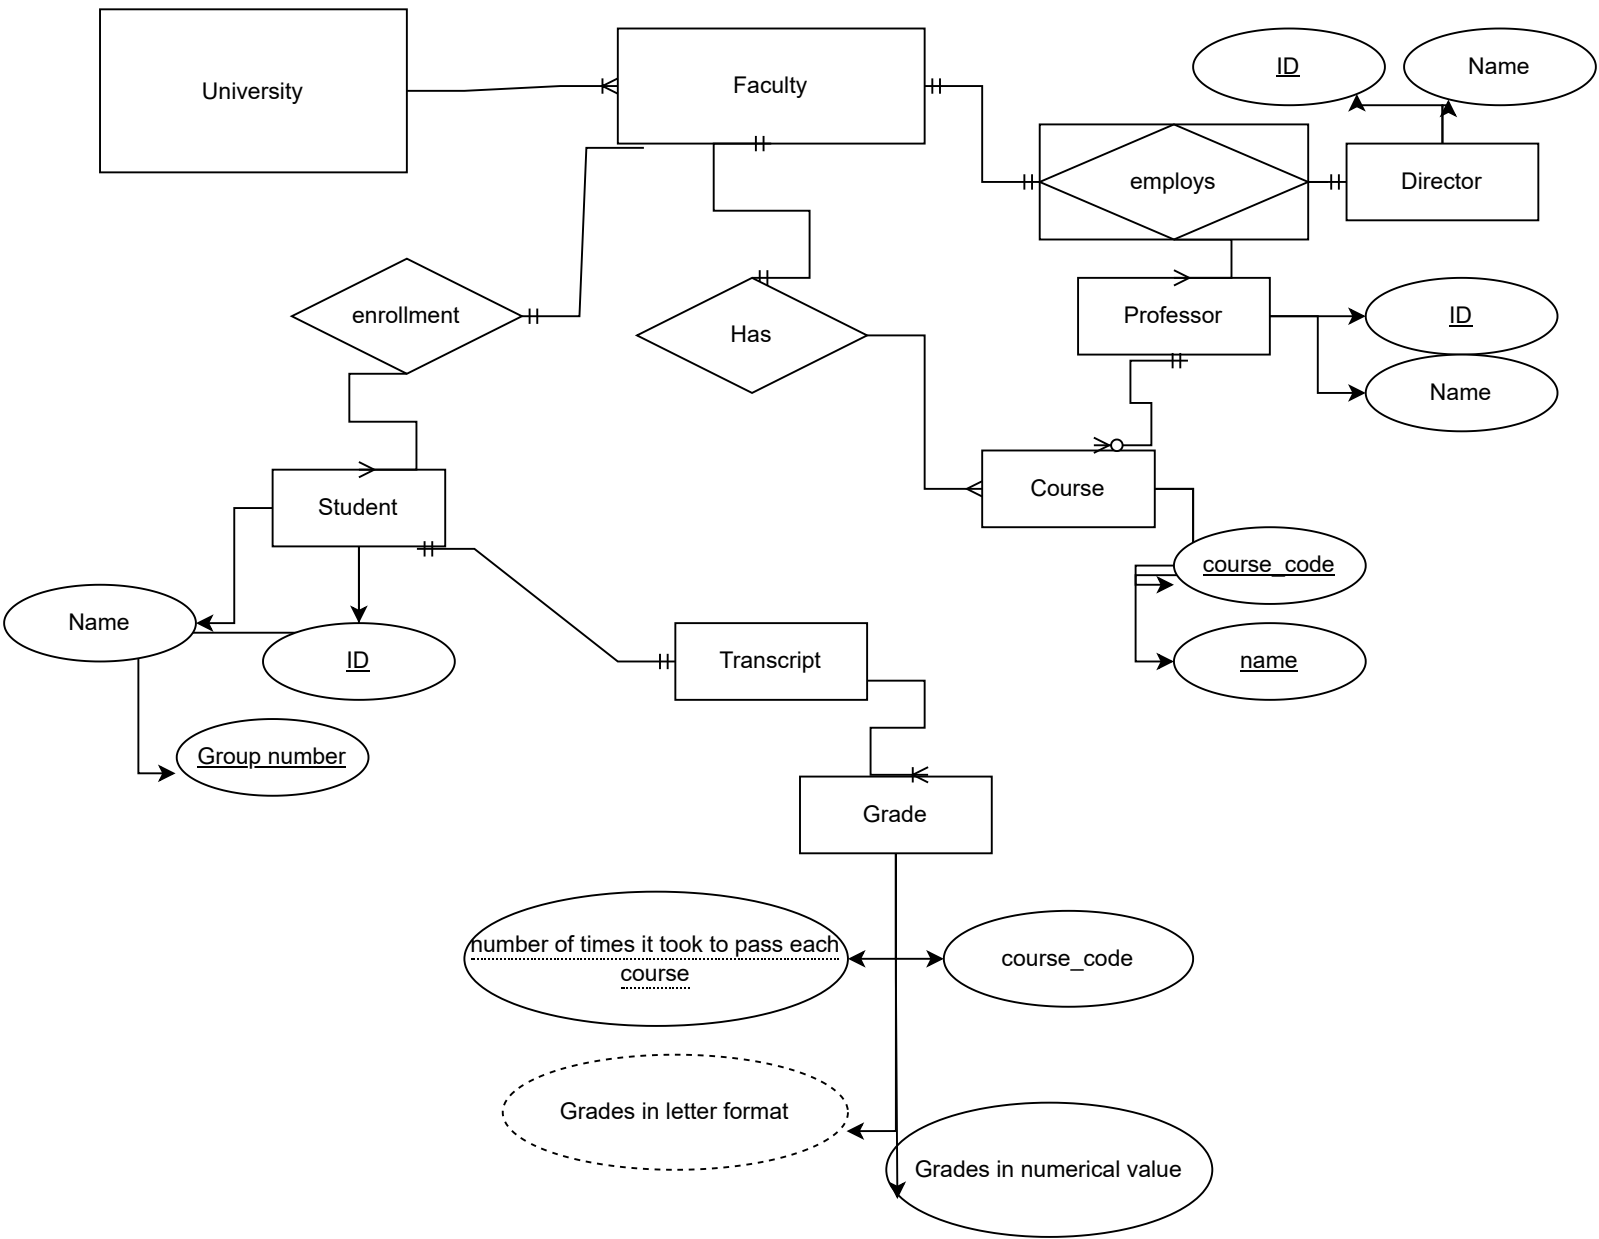 University
Faculty
ID
Name
employs
Director
enrollment
Has
Professor
ID
Name
Student
Course
course_code
Name
ID
Transcript
name
Group number
Grade
number of times it took to pass each
course
course_code
Grades in letter format
Grades in numerical value